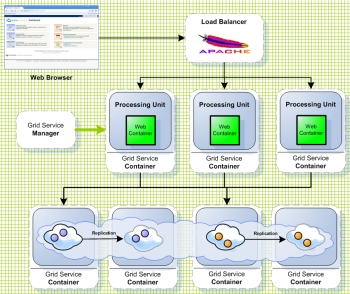 Load Balancer
APACHE
Web Browser
Processing Unit
Processing Unit
Processing Unit
Web
Container
Web
Container
Web
Container
Grid Service
Manager
Grid Service
Container
Grid Service
Container
Grid Service
Container
Replication
Replication
Grid Service
Container
Grid Service
Container
Grid Service
Container
Grid Service
Container